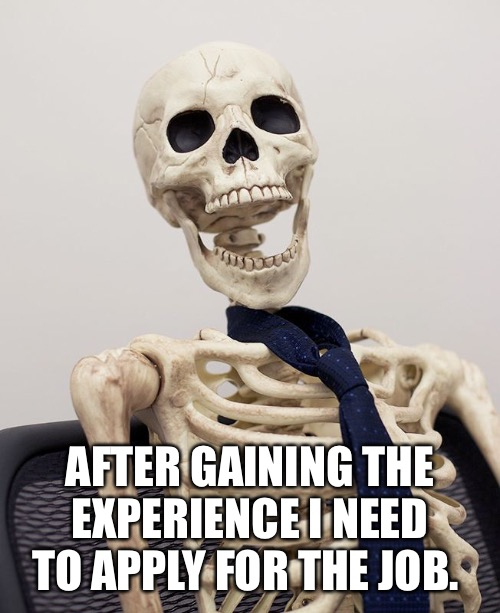 AFTER GAINING THE
EXPERIENCE I NEED
TO APPLY FOR THE JOB.